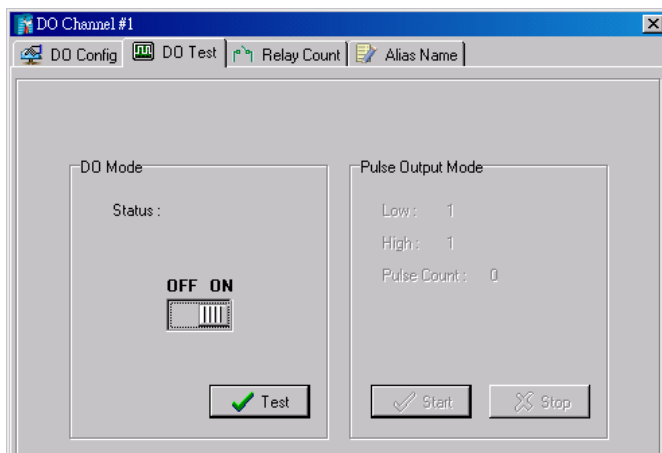 DO Channel #1
DO Config DO Test Relay Count Alias Name
DO Mode
Status :
OFF ON
Test
Pulse Output Mode
Low : 1
High : 1
Pulse Count : 0
Start Stop